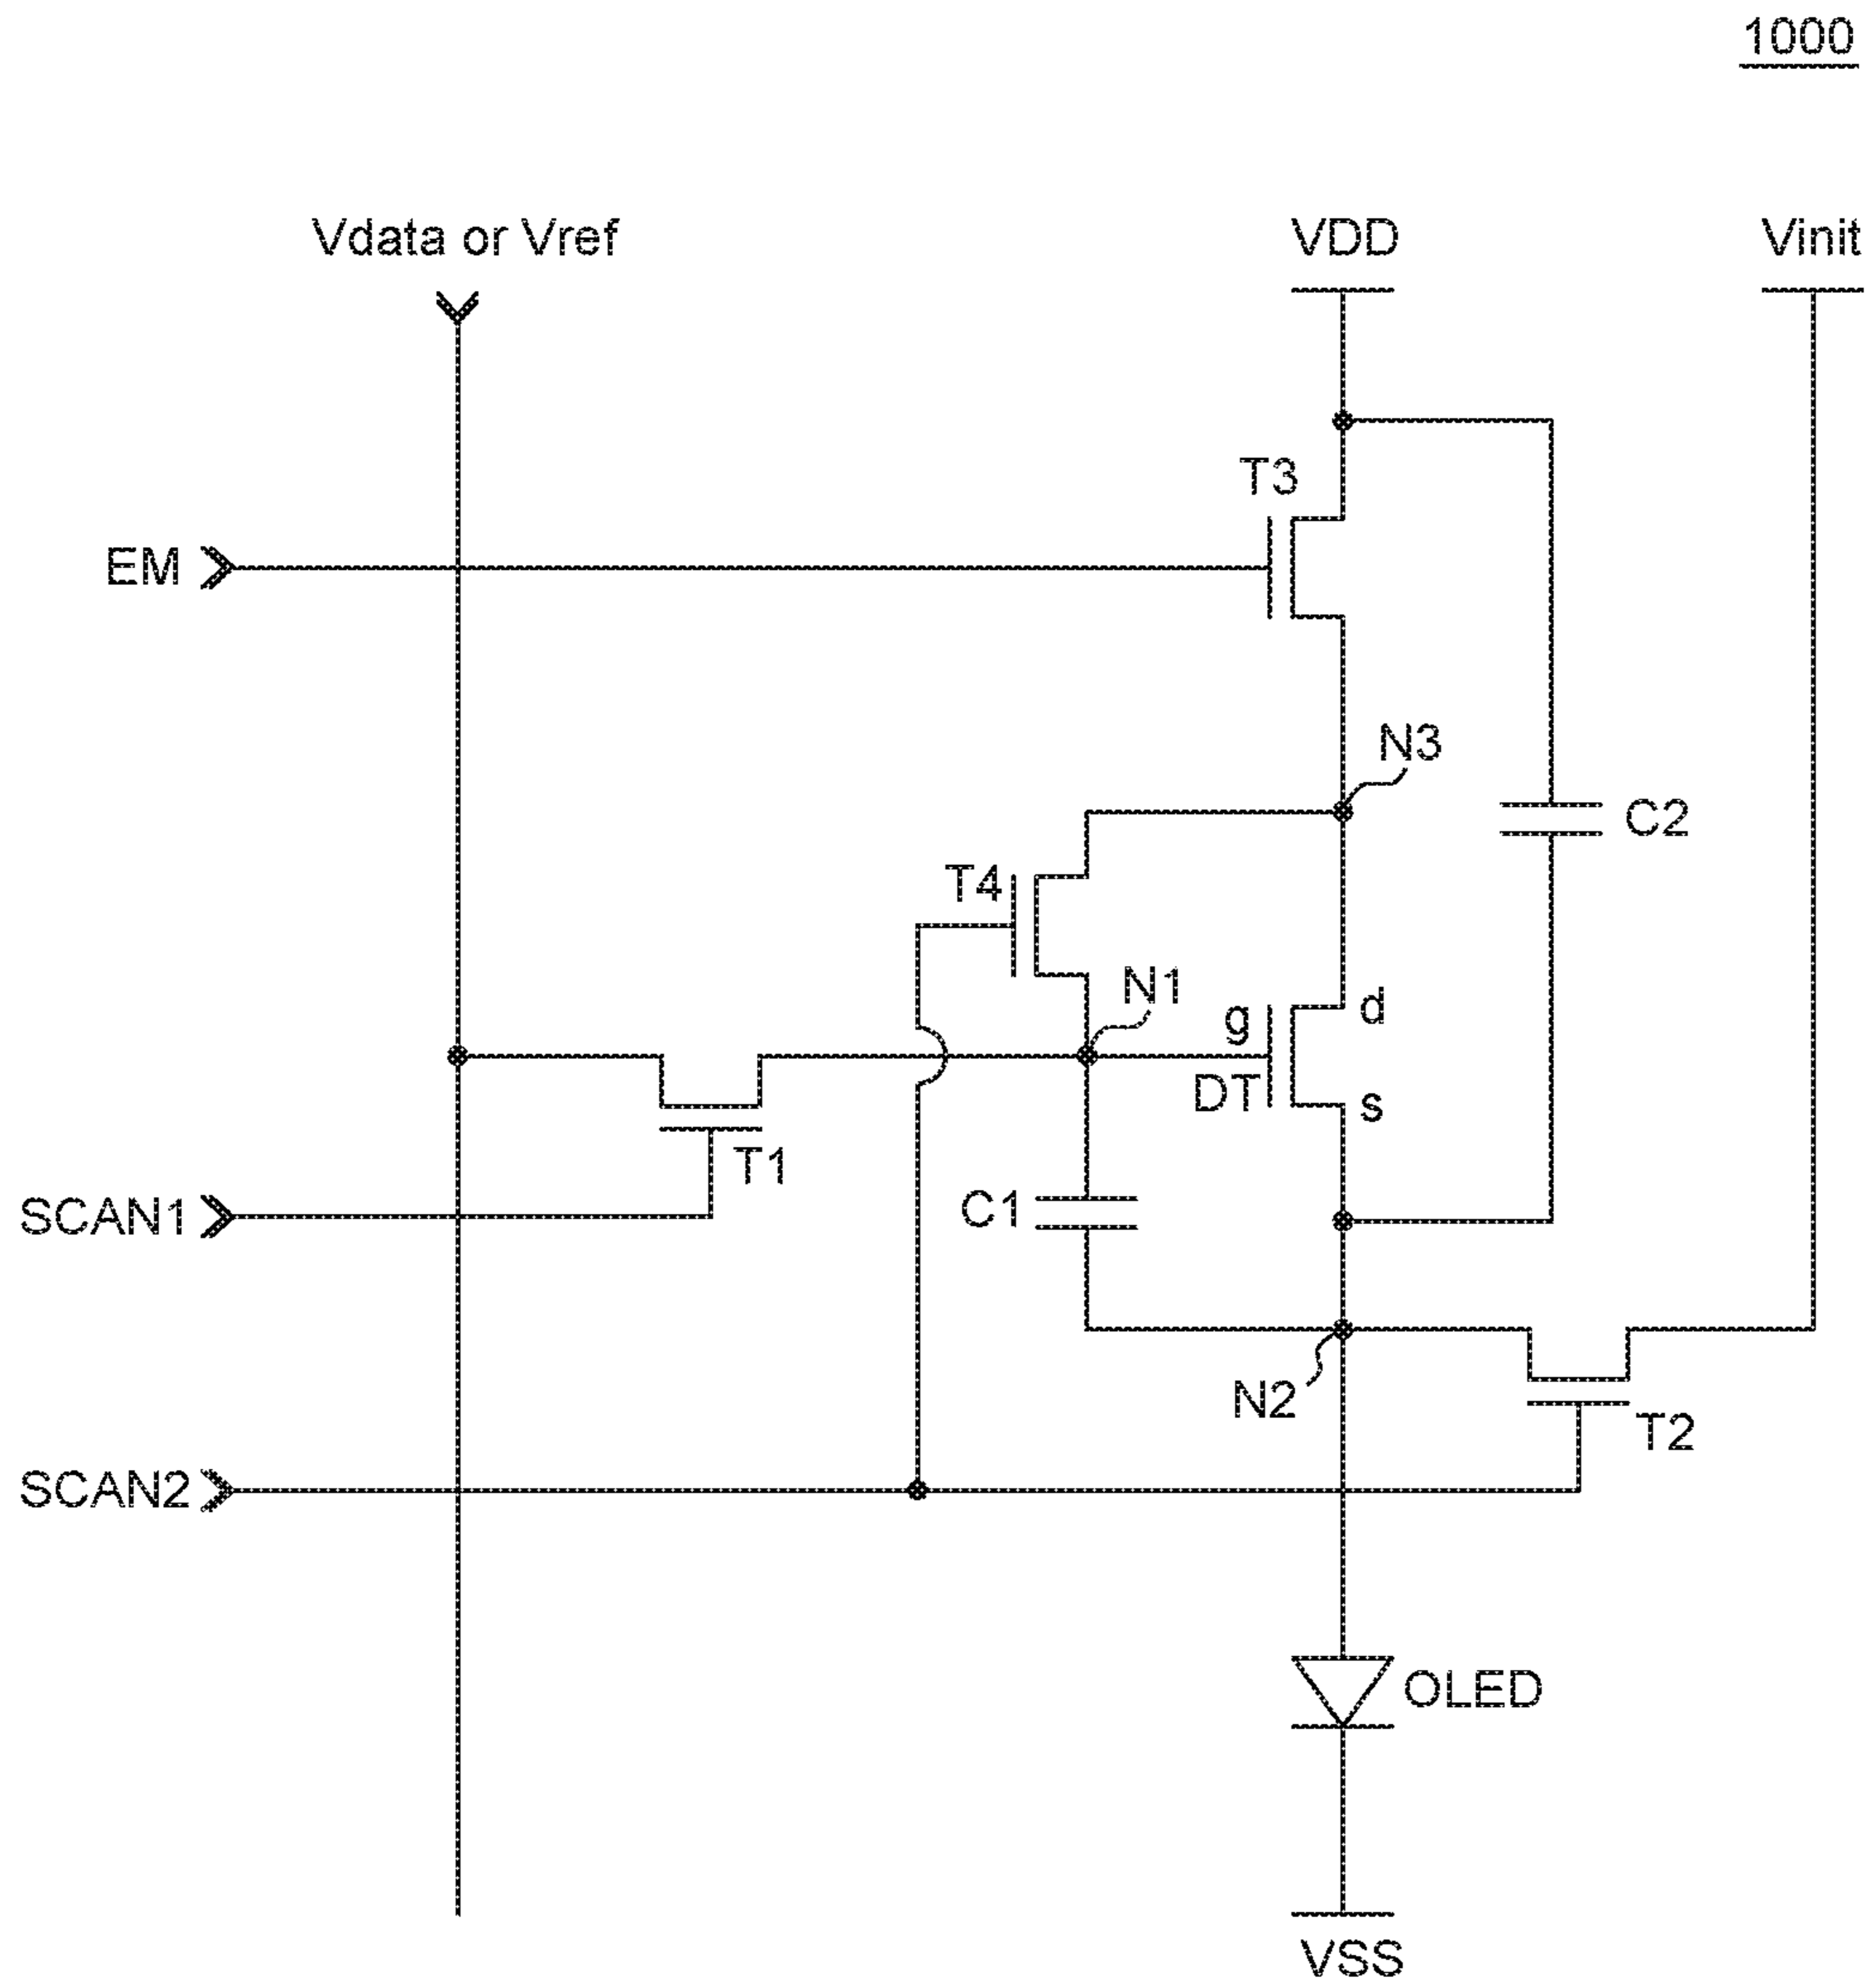 1000
Vdata or Vref
VDD
Vinit
T3
EM
N3
C2
T4
N1
g
d
DT
s
T1
C1
SCAN1
N2
T2
SCAN2
OLED
VSS